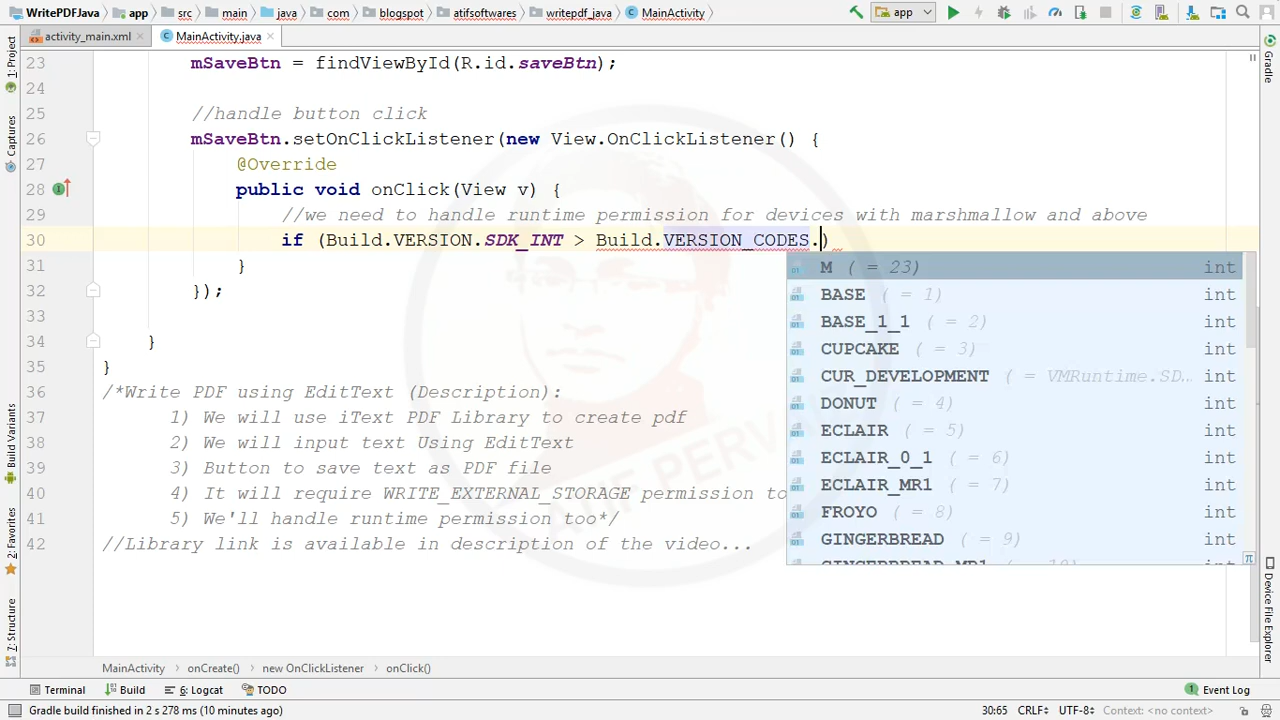 WritePDFJava app src main java com blogspot atifsoftwares writepdf_java MainActivity app
activity_main.xml MainActivity.java
1: Project
Captures
Build Variants
2: Favorites
Z: Structure
Gradle
Device File Explorer
23 mSaveBtn = findViewById(R.id.saveBtn);
24
25 //handle button click
26 mSaveBtn.setOnClickListener(new View.OnClickListener() {
27 @Override
28 public void onClick(View v) {
29 //we need to handle runtime permission for devices with marshmallow and above
30 if (Build.VERSION.SDK_INT > Build.VERSION_CODES.)
31 }
32 });
33
34 }
35 }
36 /*Write PDF using EditText (Description):
37 1) We will use iText PDF Library to create pdf
38 2) We will input text Using EditText
39 3) Button to save text as PDF file
40 4) It will require WRITE_EXTERNAL_STORAGE permission to
41 5) We'll handle runtime permission too*/
42 //Library link is available in description of the video...
M ( = 23) int
BASE ( = 1) int
BASE_1_1 ( = 2) int
CUPCAKE ( = 3) int
CUR_DEVELOPMENT ( = VMRuntime.SD... int
DONUT ( = 4) int
ECLAIR ( = 5) int
ECLAIR_0_1 ( = 6) int
ECLAIR_MR1 ( = 7) int
FROYO ( = 8) int
GINGERBREAD ( = 9) int
GINGERBREAD_MR1 ( = 10) int
MainActivity onCreate() new OnClickListener onClick()
Terminal Build 6: Logcat TODO 1 Event Log
Gradle build finished in 2 s 278 ms (10 minutes ago) 30:65 CRLF UTF-8 Context: <no context>